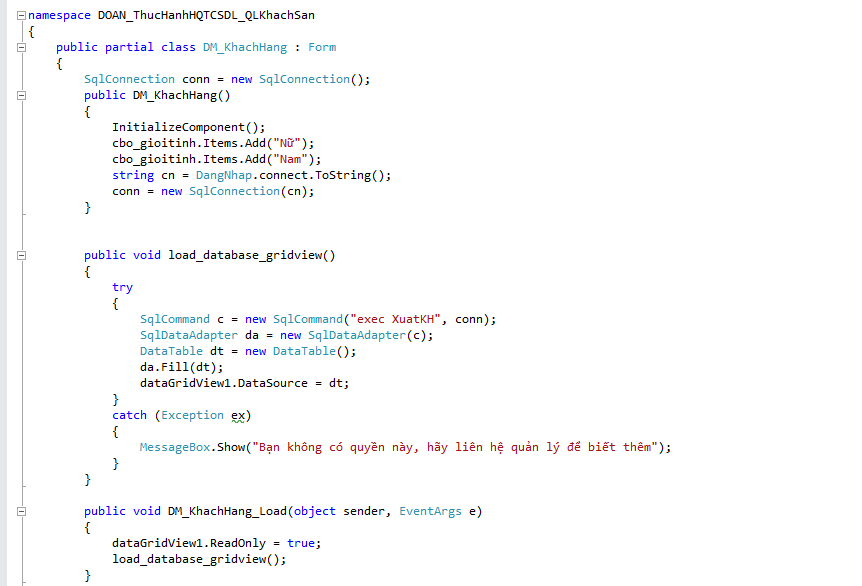 namespace DOAN_ThucHanhHQTCSDL_QLKhachSan
{
    public partial class DM_KhachHang : Form
    {
        SqlConnection conn = new SqlConnection();
        public DM_KhachHang()
        {
            InitializeComponent();
            cbo_gioitinh.Items.Add("Nữ");
            cbo_gioitinh.Items.Add("Nam");
            string cn = DangNhap.connect.ToString();
            conn = new SqlConnection(cn);
        }
        public void load_database_gridview()
        {
            try
            {
                SqlCommand c = new SqlCommand("exec XuatKH", conn);
                SqlDataAdapter da = new SqlDataAdapter(c);
                DataTable dt = new DataTable();
                da.Fill(dt);
                dataGridView1.DataSource = dt;
            }
            catch (Exception ex)
            {
                MessageBox.Show("Bạn không có quyền này, hãy liên hệ quản lý để biết thêm");
            }
        }
        public void DM_KhachHang_Load(object sender, EventArgs e)
        {
            dataGridView1.ReadOnly = true;
            load_database_gridview();
        }